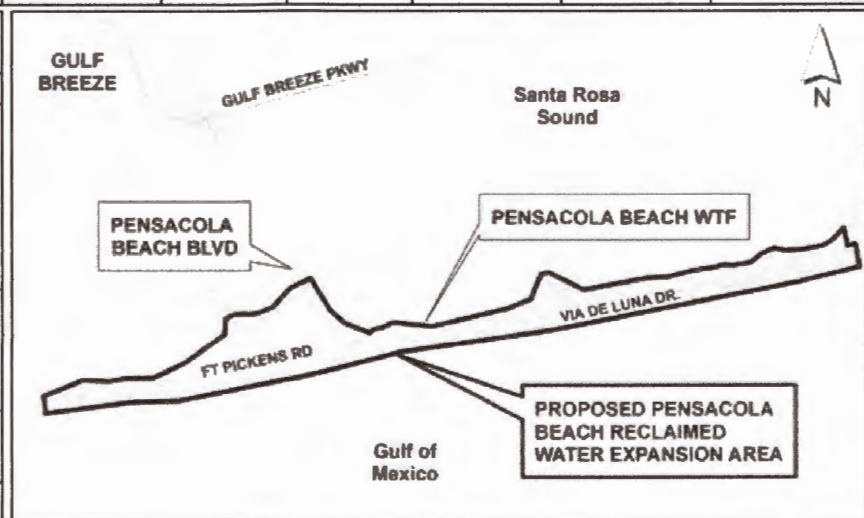 GULF
BREEZE
GULF BREEZE PKWY
Santa Rosa
Sound
N
PENSACOLA
BEACH BLVD
PENSACOLA BEACH WTF
FT PICKENS RD
VIA DE LUNA DR.
PROPOSED PENSACOLA
BEACH RECLAIMED
WATER EXPANSION AREA
Gulf of
Mexico